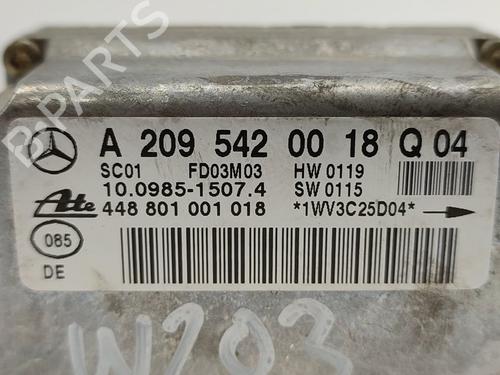 A 209 542 00 18 Q 04
SC01 FD03M03 HW 0119
10.0985-1507.4 SW 0115
Ate 448 801 001 018 *1WV3C25D04*
085
DE
W203
B PARTS